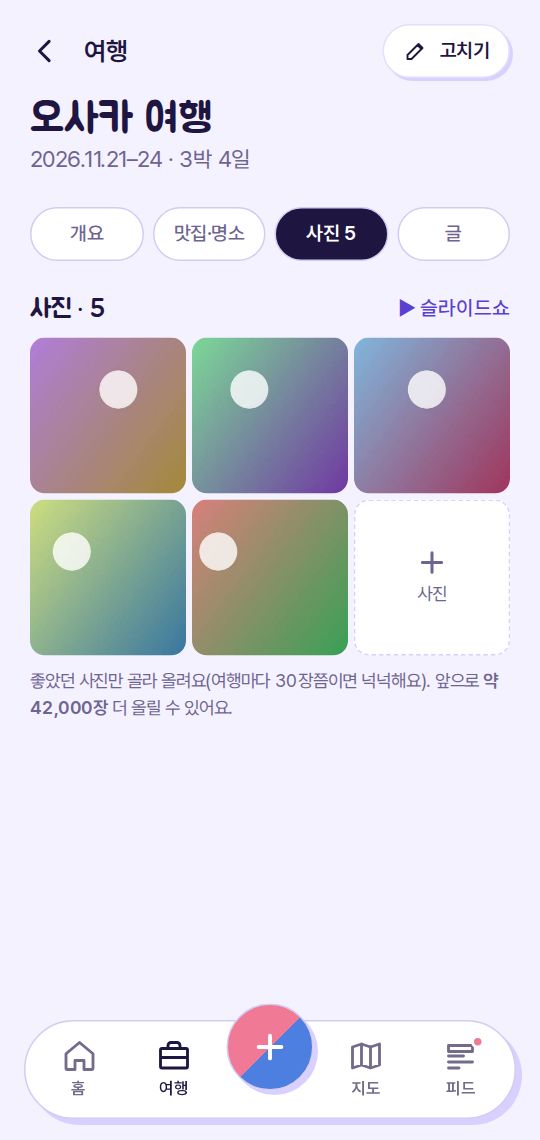 여행
고치기
오사카 여행
2026.11.21–24 · 3박 4일
개요
맛집·명소
사진 5
글
사진 · 5
▶ 슬라이드쇼
사진
좋았던 사진만 골라 올려요(여행마다 30장쯤이면 넉넉해요). 앞으로 약
42,000장 더 올릴 수 있어요.
홈
여행
지도
피드